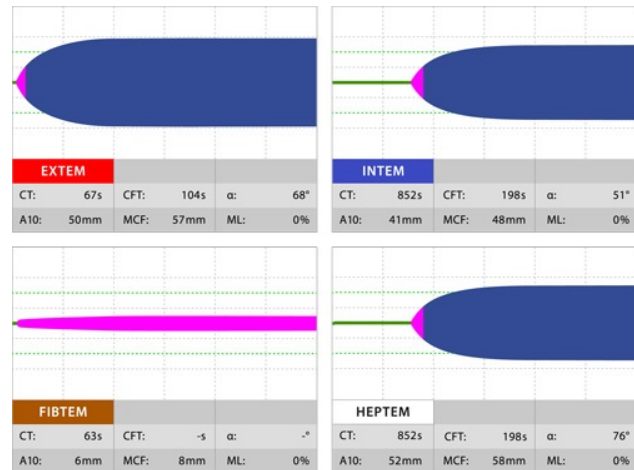 EXTEM
CT: 67s CFT: 104s α: 68°
A10: 50mm MCF: 57mm ML: 0%
INTEM
CT: 852s CFT: 198s α: 51°
A10: 41mm MCF: 48mm ML: 0%
FIBTEM
CT: 63s CFT: -s α: -°
A10: 6mm MCF: 8mm ML: 0%
HEPTEM
CT: 852s CFT: 198s α: 76°
A10: 52mm MCF: 58mm ML: 0%